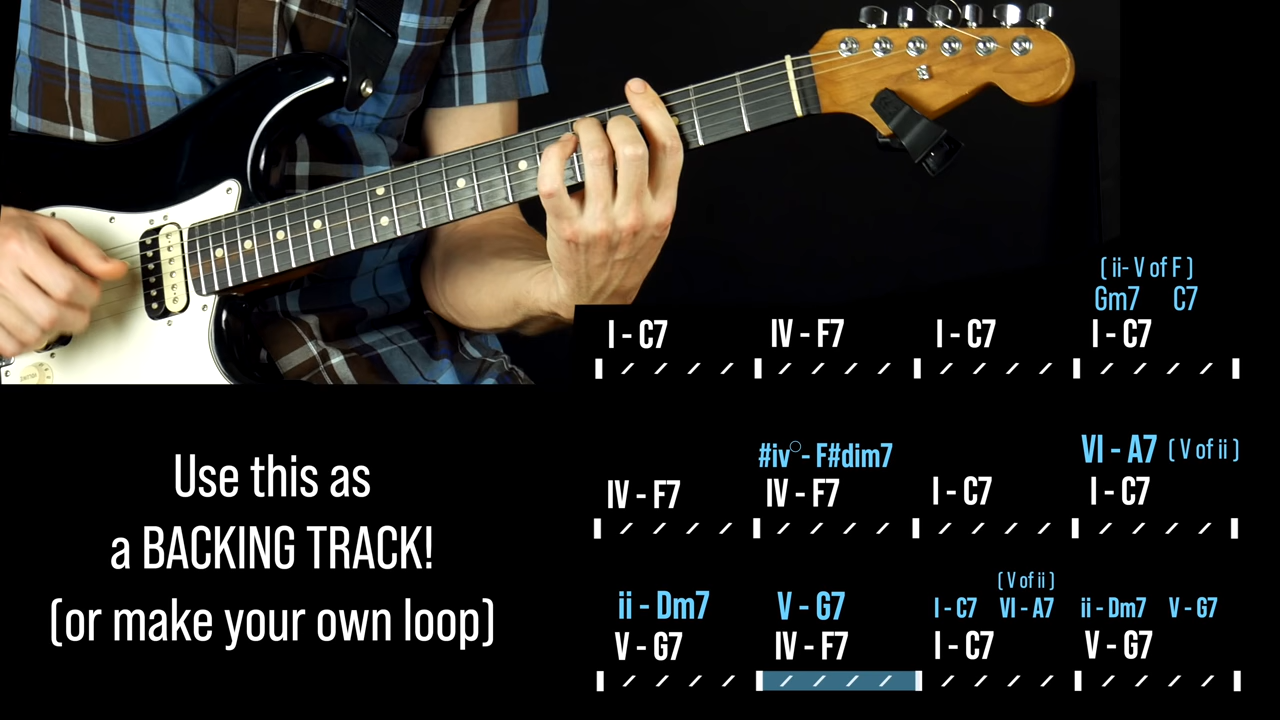 ( ii- V of F )
Gm7 C7
I - C7 IV - F7 I - C7 I - C7
#iv○- F#dim7 VI - A7 ( V of ii )
IV - F7 IV - F7 I - C7 I - C7
Use this as
a BACKING TRACK!
(or make your own loop)
( V of ii )
ii - Dm7 V - G7 I - C7 VI - A7 ii - Dm7 V - G7
V - G7 IV - F7 I - C7 V - G7